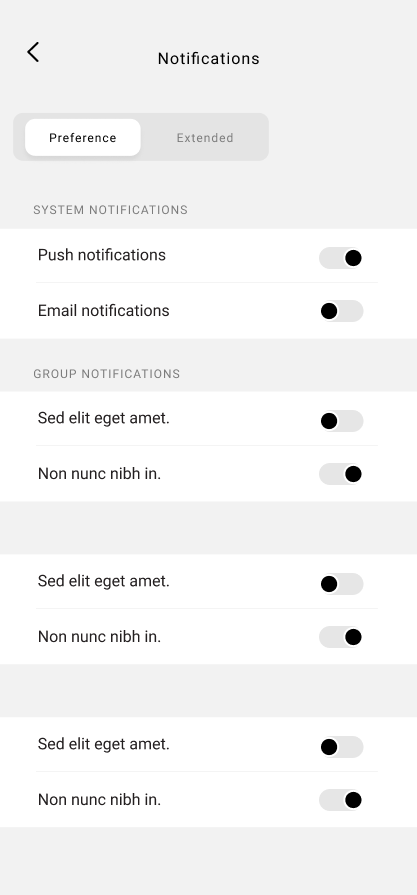 Notifications
Preference
Extended
SYSTEM NOTIFICATIONS
Push notifications
Email notifications
GROUP NOTIFICATIONS
Sed elit eget amet.
Non nunc nibh in.
Sed elit eget amet.
Non nunc nibh in.
Sed elit eget amet.
Non nunc nibh in.